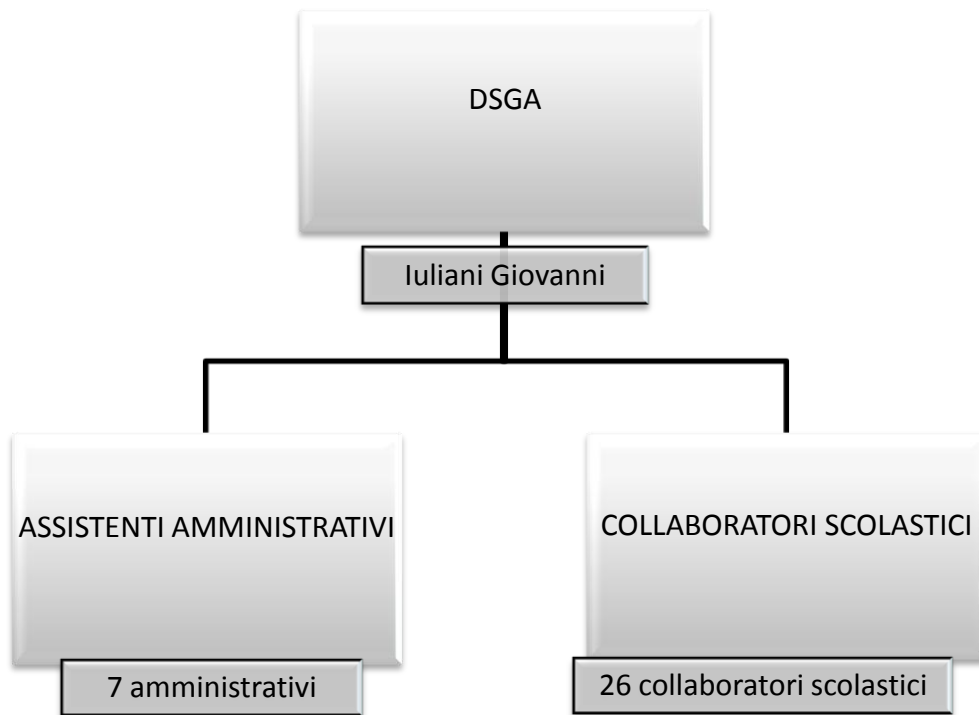 DSGA
Iuliani Giovanni
ASSISTENTI AMMINISTRATIVI
7 amministrativi
COLLABORATORI SCOLASTICI
26 collaboratori scolastici